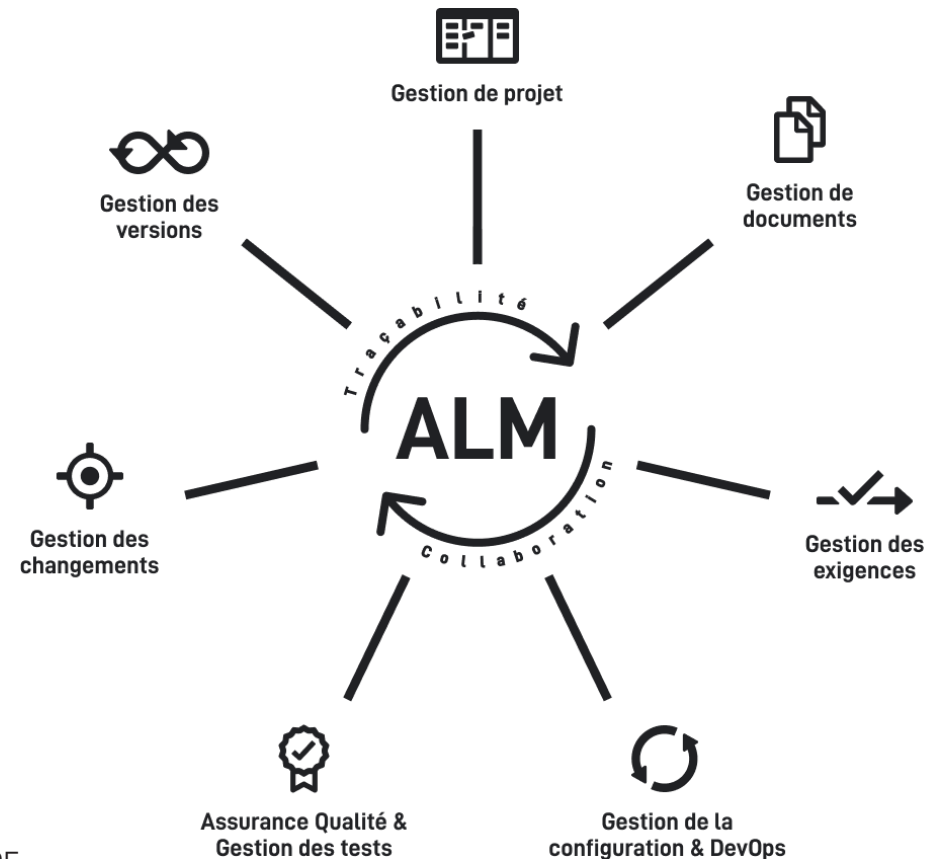 Gestion de projet
Gestion de
documents
Gestion des
versions
Traçabilité
ALM
Collaboration
Gestion des
changements
Gestion des
exigences
Assurance Qualité &
Gestion des tests
Gestion de la
configuration & DevOps